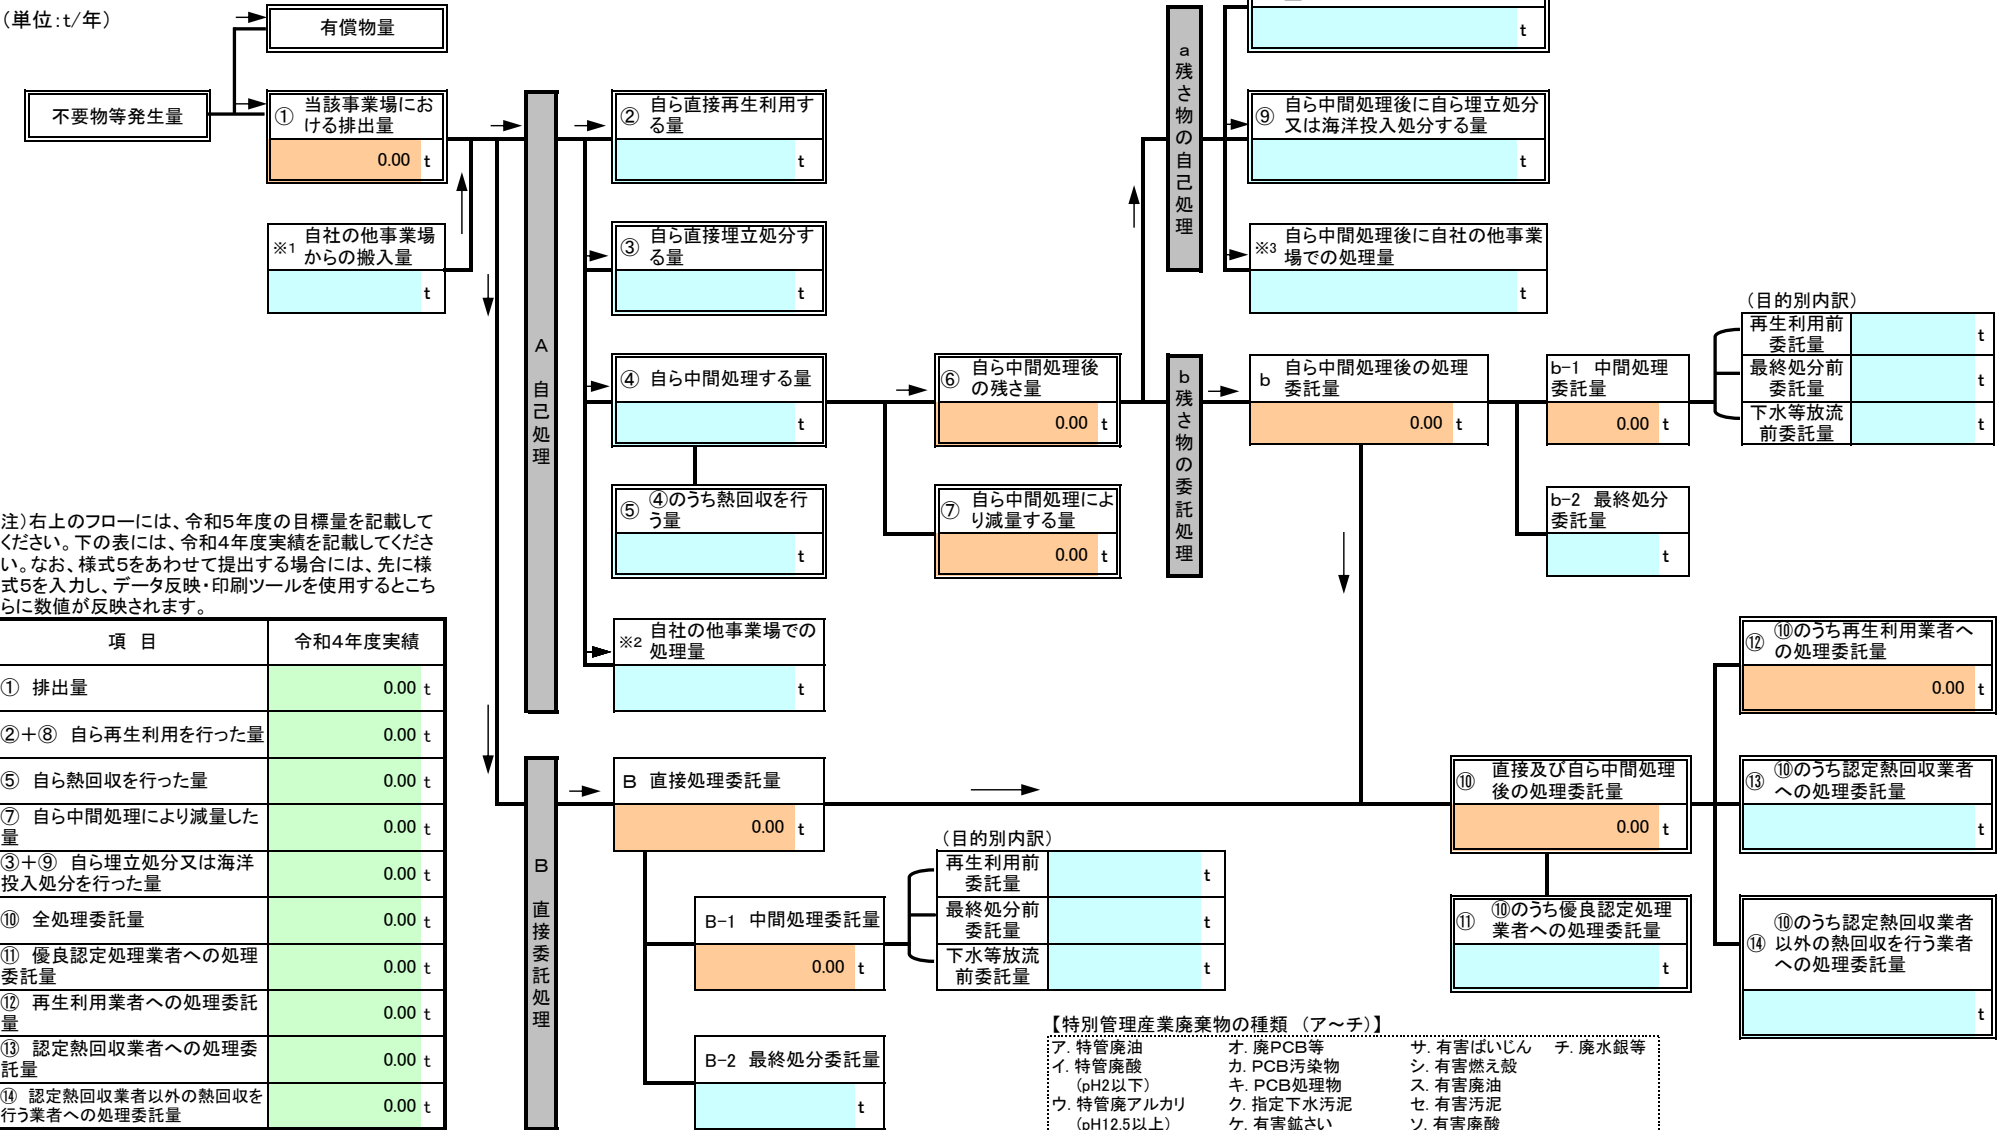 （単位:t/年）
有償物量
不要物等発生量
① 当該事業場にお
ける排出量
0.00 t
※1 自社の他事業場
からの搬入量
t
A 自己処理
② 自ら直接再生利用す
る量
t
③ 自ら直接埋立処分す
る量
t
④ 自ら中間処理する量
t
⑤ ④のうち熱回収を行
う量
t
※2 自社の他事業場での
処理量
t
⑥ 自ら中間処理後
の残さ量
0.00 t
⑦ 自ら中間処理によ
り減量する量
0.00 t
a 残さ物の自己処理
t
⑨ 自ら中間処理後に自ら埋立処分
又は海洋投入処分する量
t
※3 自ら中間処理後に自社の他事業
場での処理量
t
b 残さ物の委託処理
b 自ら中間処理後の処理
委託量
0.00 t
b-1 中間処理
委託量
0.00 t
（目的別内訳）
再生利用前
委託量
t
最終処分前
委託量
t
下水等放流
前委託量
t
b-2 最終処分
委託量
t
注）右上のフローには、令和5年度の目標量を記載して
ください。下の表には、令和4年度実績を記載してくださ
い。なお、様式5をあわせて提出する場合には、先に様
式5を入力し、データ反映・印刷ツールを使用するとこち
らに数値が反映されます。
項 目 令和4年度実績
① 排出量 0.00 t
②＋⑧ 自ら再生利用を行った量 0.00 t
⑤ 自ら熱回収を行った量 0.00 t
⑦ 自ら中間処理により減量した
量 0.00 t
③＋⑨ 自ら埋立処分又は海洋
投入処分を行った量 0.00 t
⑩ 全処理委託量 0.00 t
⑪ 優良認定処理業者への処理
委託量 0.00 t
⑫ 再生利用業者への処理委託
量 0.00 t
⑬ 認定熱回収業者への処理委
託量 0.00 t
⑭ 認定熱回収業者以外の熱回収を
行う業者への処理委託量 0.00 t
B 直接委託処理
B 直接処理委託量
0.00 t
B-1 中間処理委託量
0.00 t
（目的別内訳）
再生利用前
委託量
t
最終処分前
委託量
t
下水等放流
前委託量
t
B-2 最終処分委託量
t
⑩ 直接及び自ら中間処理
後の処理委託量
0.00 t
⑪ ⑩のうち優良認定処理
業者への処理委託量
t
⑫ ⑩のうち再生利用業者へ
の処理委託量
0.00 t
⑬ ⑩のうち認定熱回収業者
への処理委託量
t
⑭ ⑩のうち認定熱回収業者
以外の熱回収を行う業者
への処理委託量
t
【特別管理産業廃棄物の種類 （ア～チ）】
ア. 特管廃油 オ. 廃PCB等 サ. 有害ばいじん チ. 廃水銀等
イ. 特管廃酸 カ. PCB汚染物 シ. 有害燃え殻
（pH2以下） キ. PCB処理物 ス. 有害廃油
ウ. 特管廃アルカリ ク. 指定下水汚泥 セ. 有害汚泥
（pH12.5以上） ケ. 有害鉱さい ソ. 有害廃酸